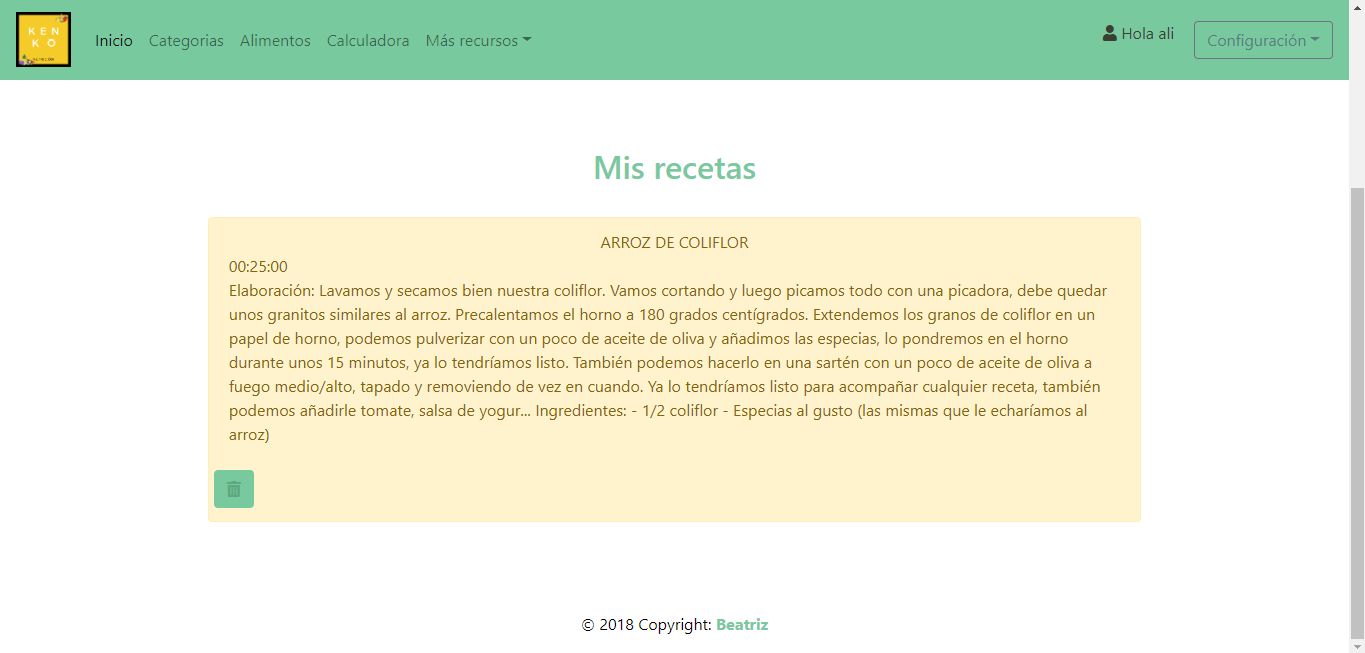 KEN
KO
Inicio Categorias Alimentos Calculadora Más recursos
Hola ali
Configuración
Mis recetas
ARROZ DE COLIFLOR
00:25:00
Elaboración: Lavamos y secamos bien nuestra coliflor. Vamos cortando y luego picamos todo con una picadora, debe quedar
unos granitos similares al arroz. Precalentamos el horno a 180 grados centígrados. Extendemos los granos de coliflor en un
papel de horno, podemos pulverizar con un poco de aceite de oliva y añadimos las especias, lo pondremos en el horno
durante unos 15 minutos, ya lo tendríamos listo. También podemos hacerlo en una sartén con un poco de aceite de oliva a
fuego medio/alto, tapado y removiendo de vez en cuando. Ya lo tendríamos listo para acompañar cualquier receta, también
podemos añadirle tomate, salsa de yogur... Ingredientes: - 1/2 coliflor - Especias al gusto (las mismas que le echaríamos al
arroz)
© 2018 Copyright: Beatriz